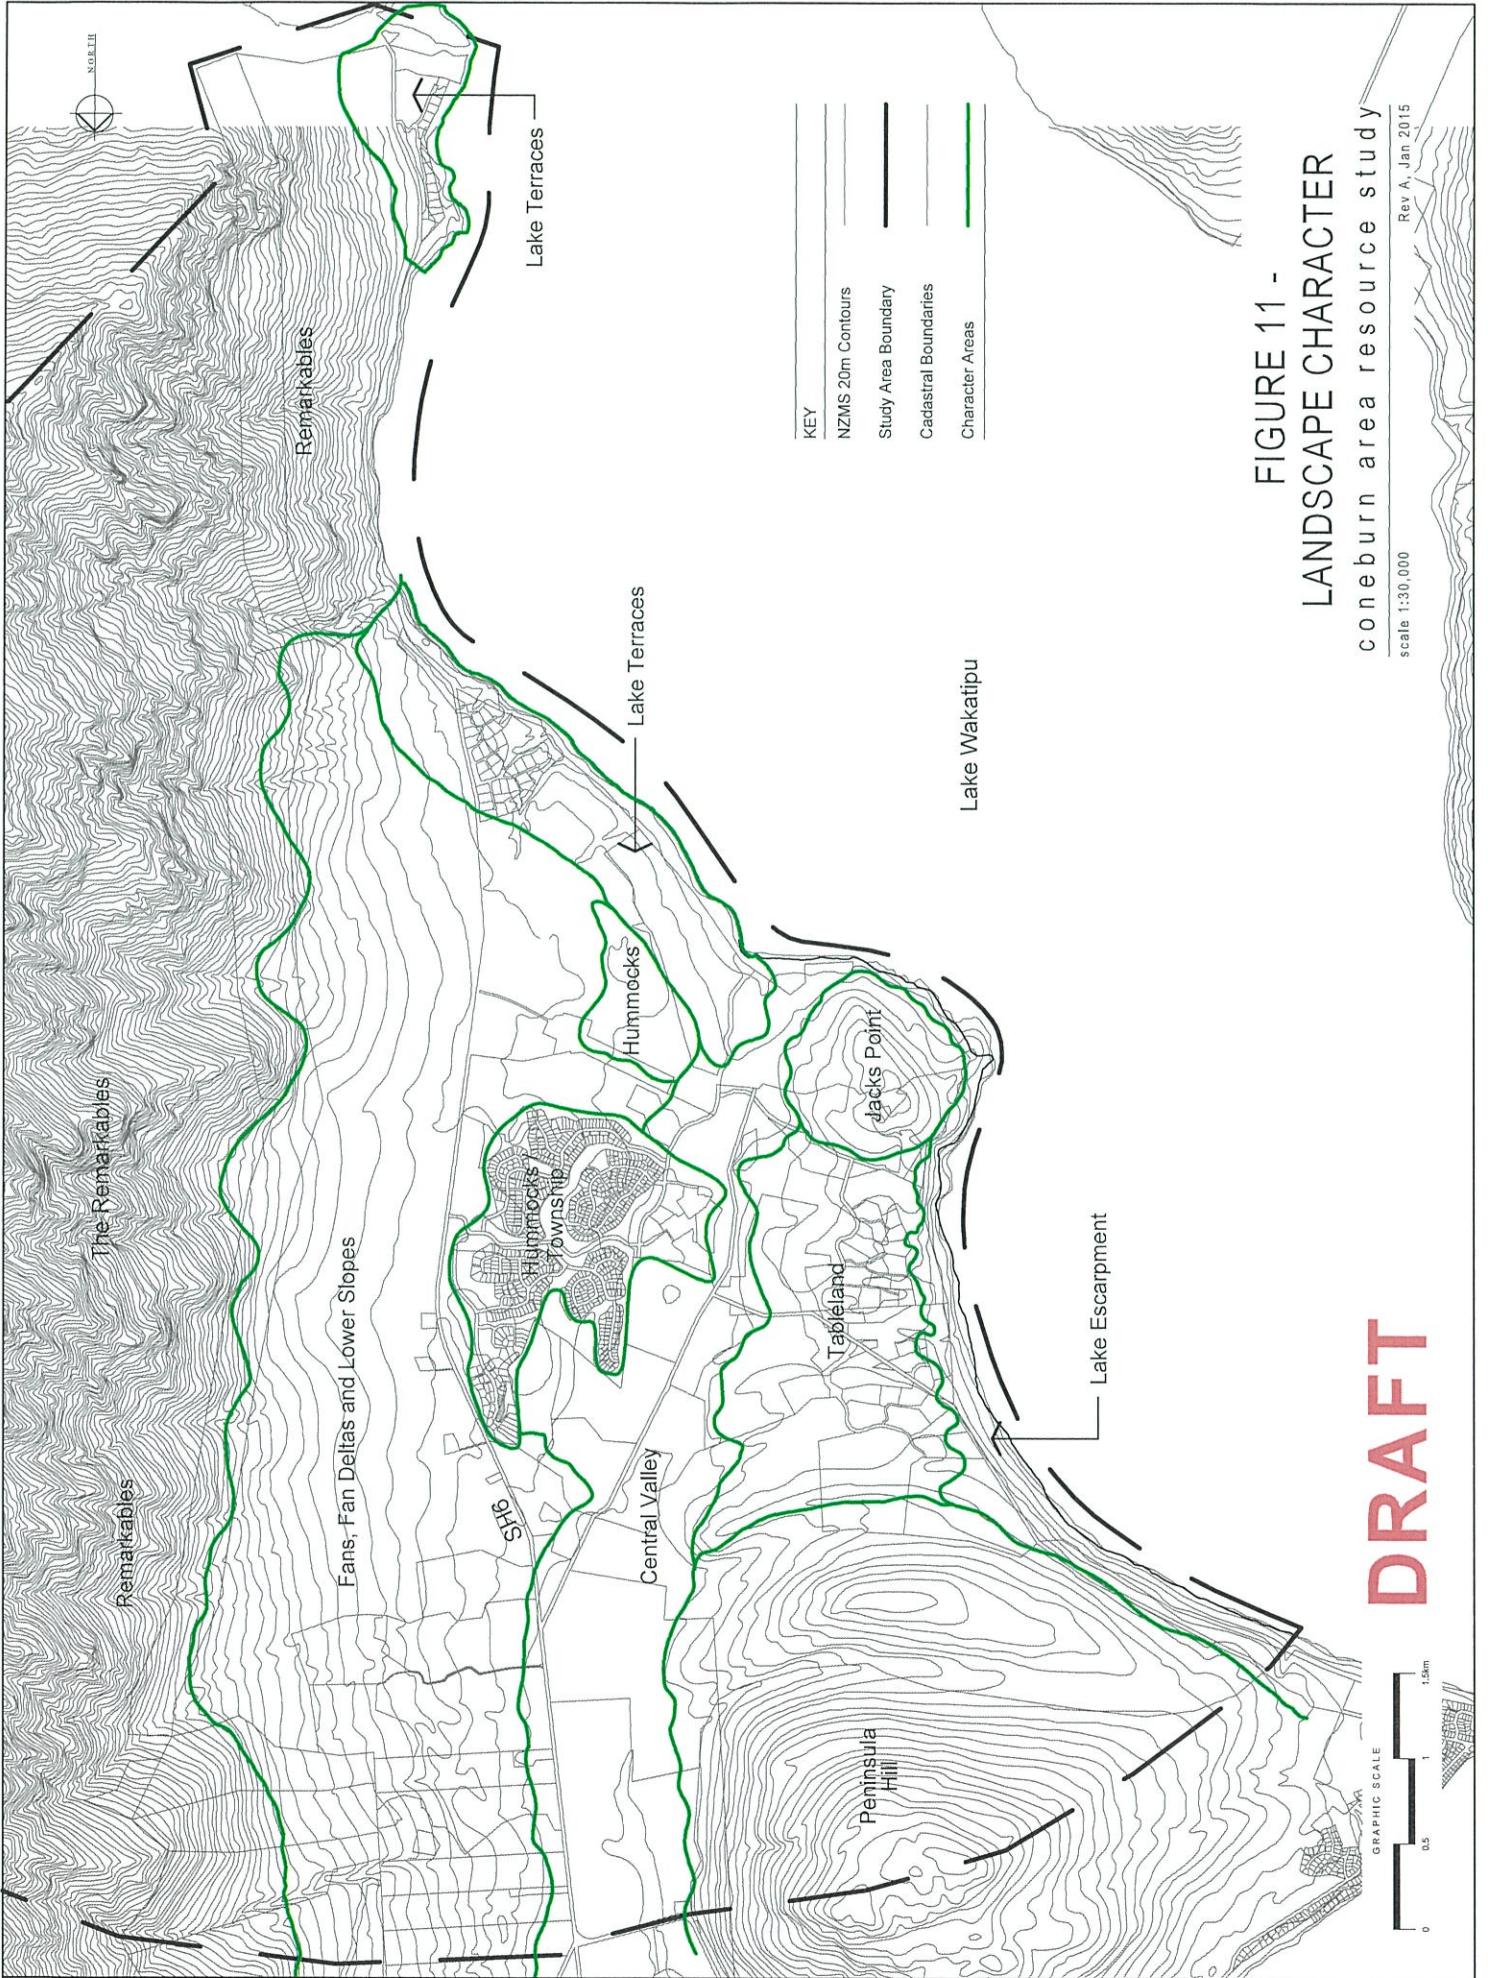 NORTH
Remarkables
The Remarkables
Remarkables
Fans, Fan Deltas and Lower Slopes
SH6
Central Valley
Hummocks
Township
Hummocks
Lake Terraces
Lake Terraces
Tableland
Jacks Point
Peninsula
Hill
Lake Escarpment
Lake Wakatipu
KEY
NZMS 20m Contours
Study Area Boundary
Cadastral Boundaries
Character Areas
DRAFT
GRAPHIC SCALE
0 0.5 1 1.5km
FIGURE 11 -
LANDSCAPE CHARACTER
coneburn area resource study
scale 1:30,000 Rev A, Jan 2015